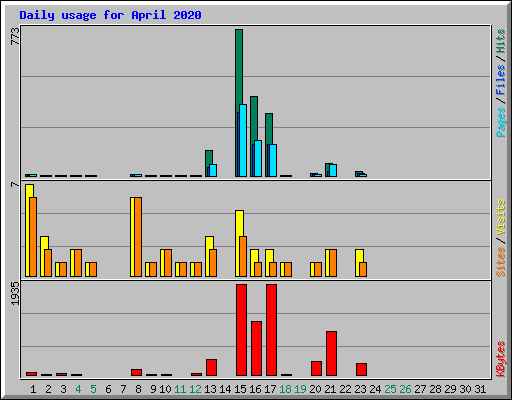 Daily usage for April 2020
773
Pages/Files/Hits
7
Sites/Visits
1935
KBytes
1 2 3 4 5 6 7 8 9 10 11 12 13 14 15 16 17 18 19 20 21 22 23 24 25 26 27 28 29 30 31